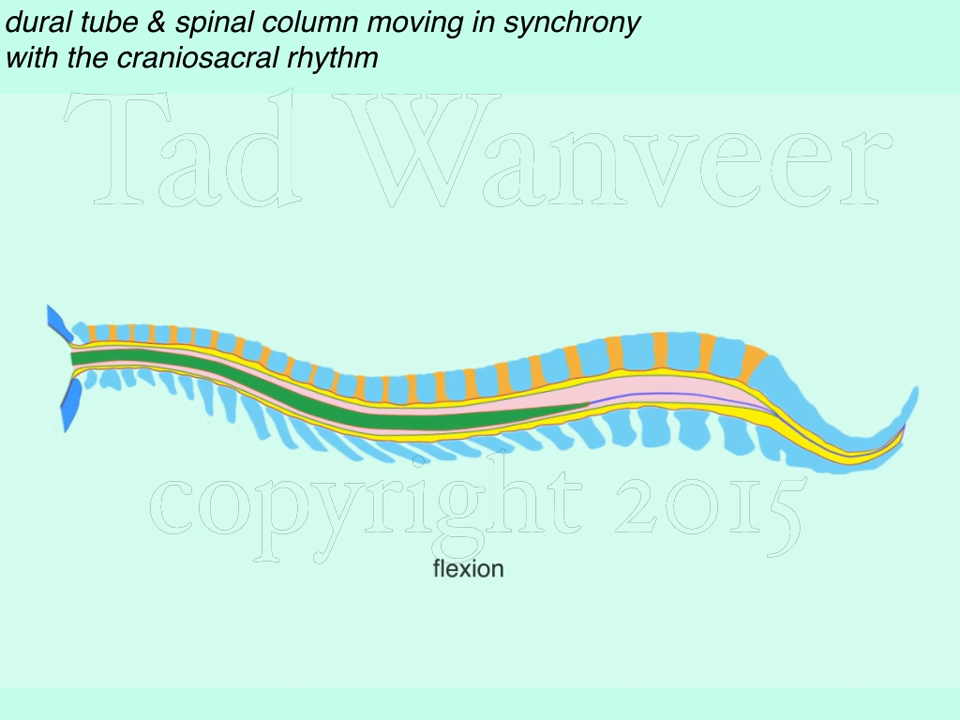 dural tube & spinal column moving in synchrony
with the craniosacral rhythm
Tad Wanveer
copyright 2015
flexion